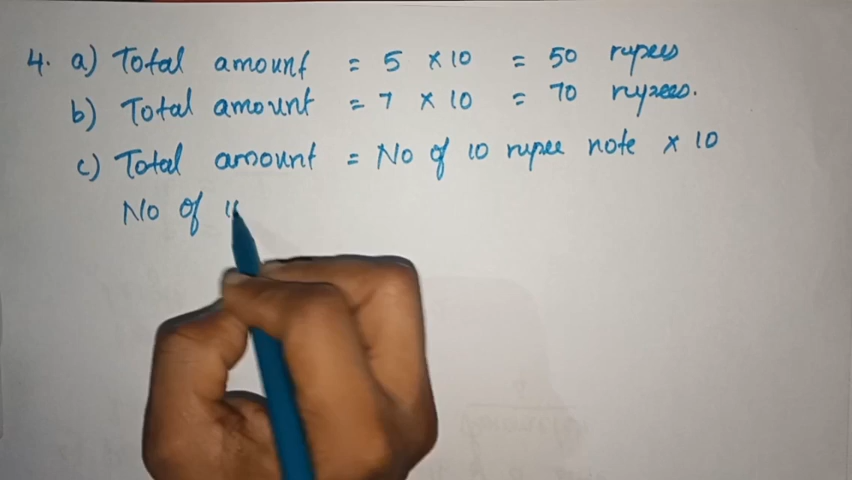 4. a) Total amount = 5 × 10 = 50 rupees
b) Total amount = 7 × 10 = 70 rupees.
c) Total amount = No of 10 rupee note × 10
No of